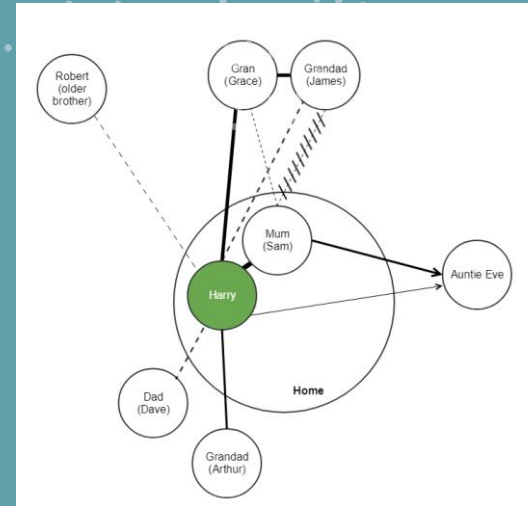 Robert
(older
brother)
Gran
(Grace)
Grandad
(James)
Mum
(Sam)
Auntie Eve
Harry
Home
Dad
(Dave)
Grandad
(Arthur)